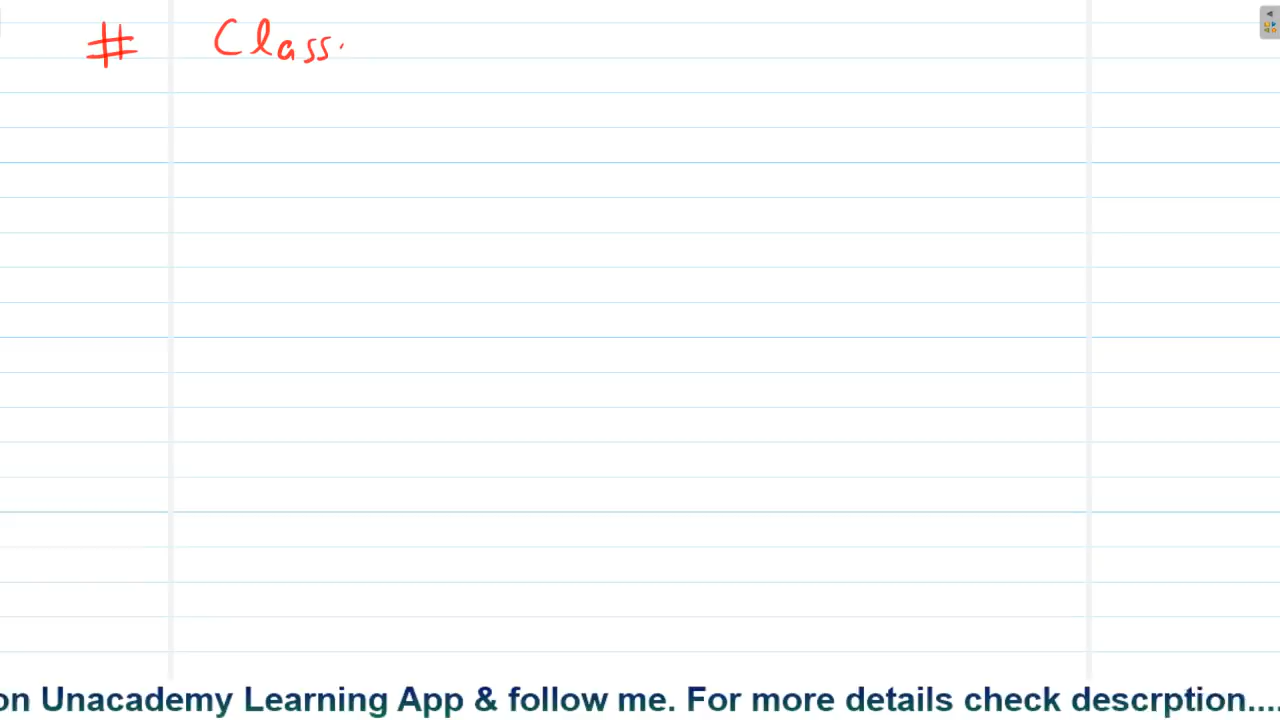 # Class
on Unacademy Learning App & follow me. For more details check descrption....